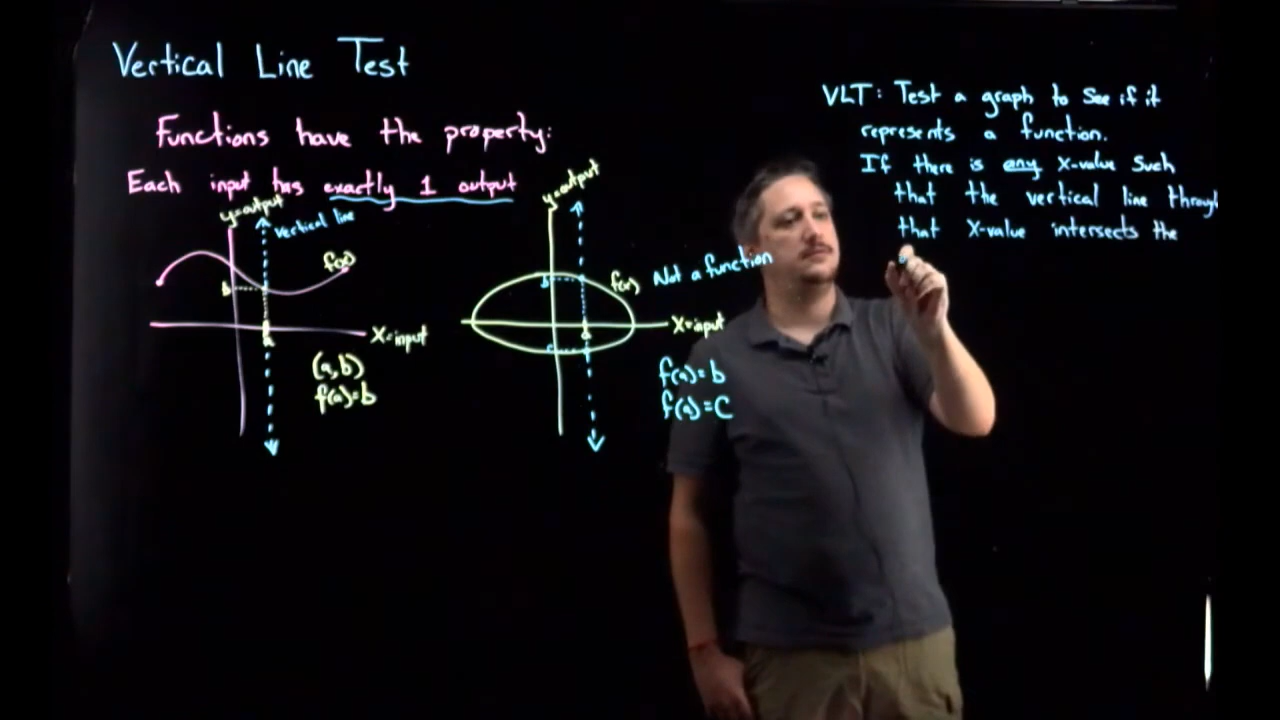 Vertical Line Test
Functions have the property:
Each input has exactly 1 output
y=output
vertical line
f(x)
b
a
x=input
(a,b)
f(a)=b
y=output
b
f(x)
Not a function
x=input
a
c
f(a)=b
f(a)=c
VLT: Test a graph to see if it
represents a function.
If there is any x-value such
that the vertical line through
that x-value intersects the